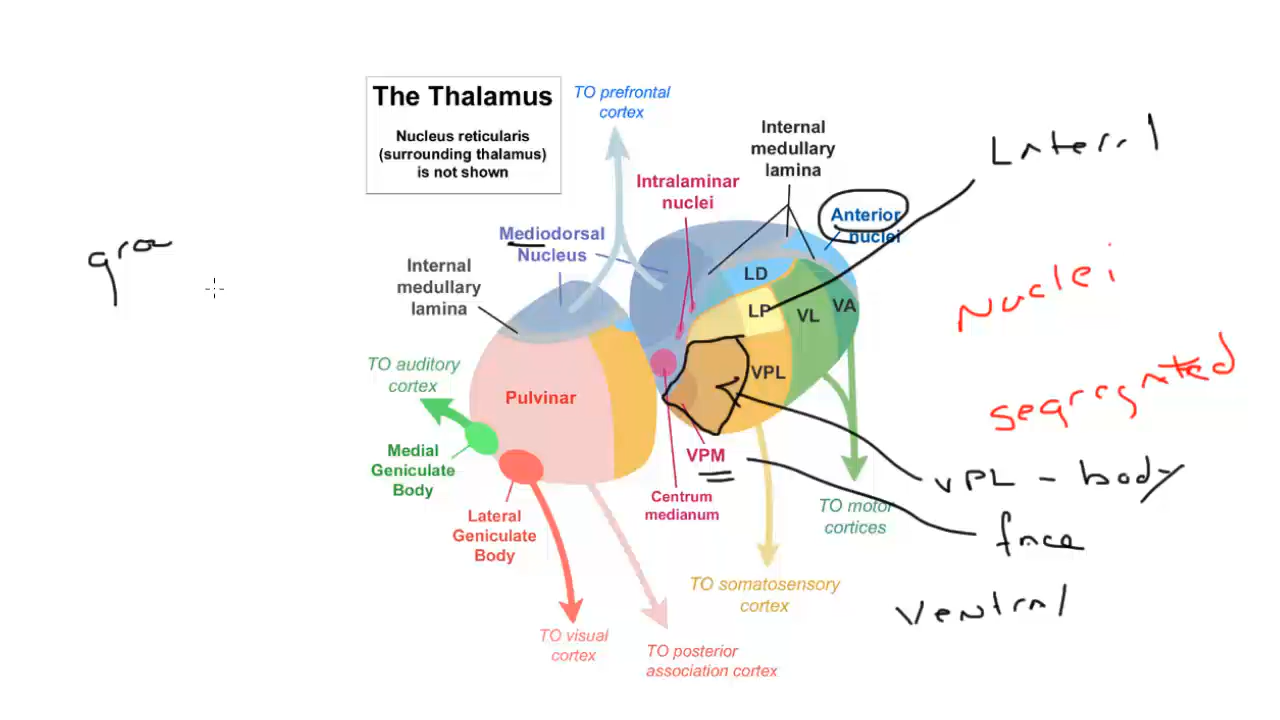 The Thalamus
Nucleus reticularis
(surrounding thalamus)
is not shown
TO prefrontal
cortex
Internal
medullary
lamina
Lateral
Intralaminar
nuclei
Anterior
nuclei
Mediodorsal
Nucleus
gra
Internal
medullary
lamina
LD
LP
VL
VA
Nuclei
TO auditory
cortex
VPL
Pulvinar
segregated
Medial
Geniculate
Body
VPM
VPL - body
Centrum
medianum
Lateral
Geniculate
Body
TO motor
cortices
face
TO somatosensory
cortex
Ventral
TO visual
cortex
TO posterior
association cortex